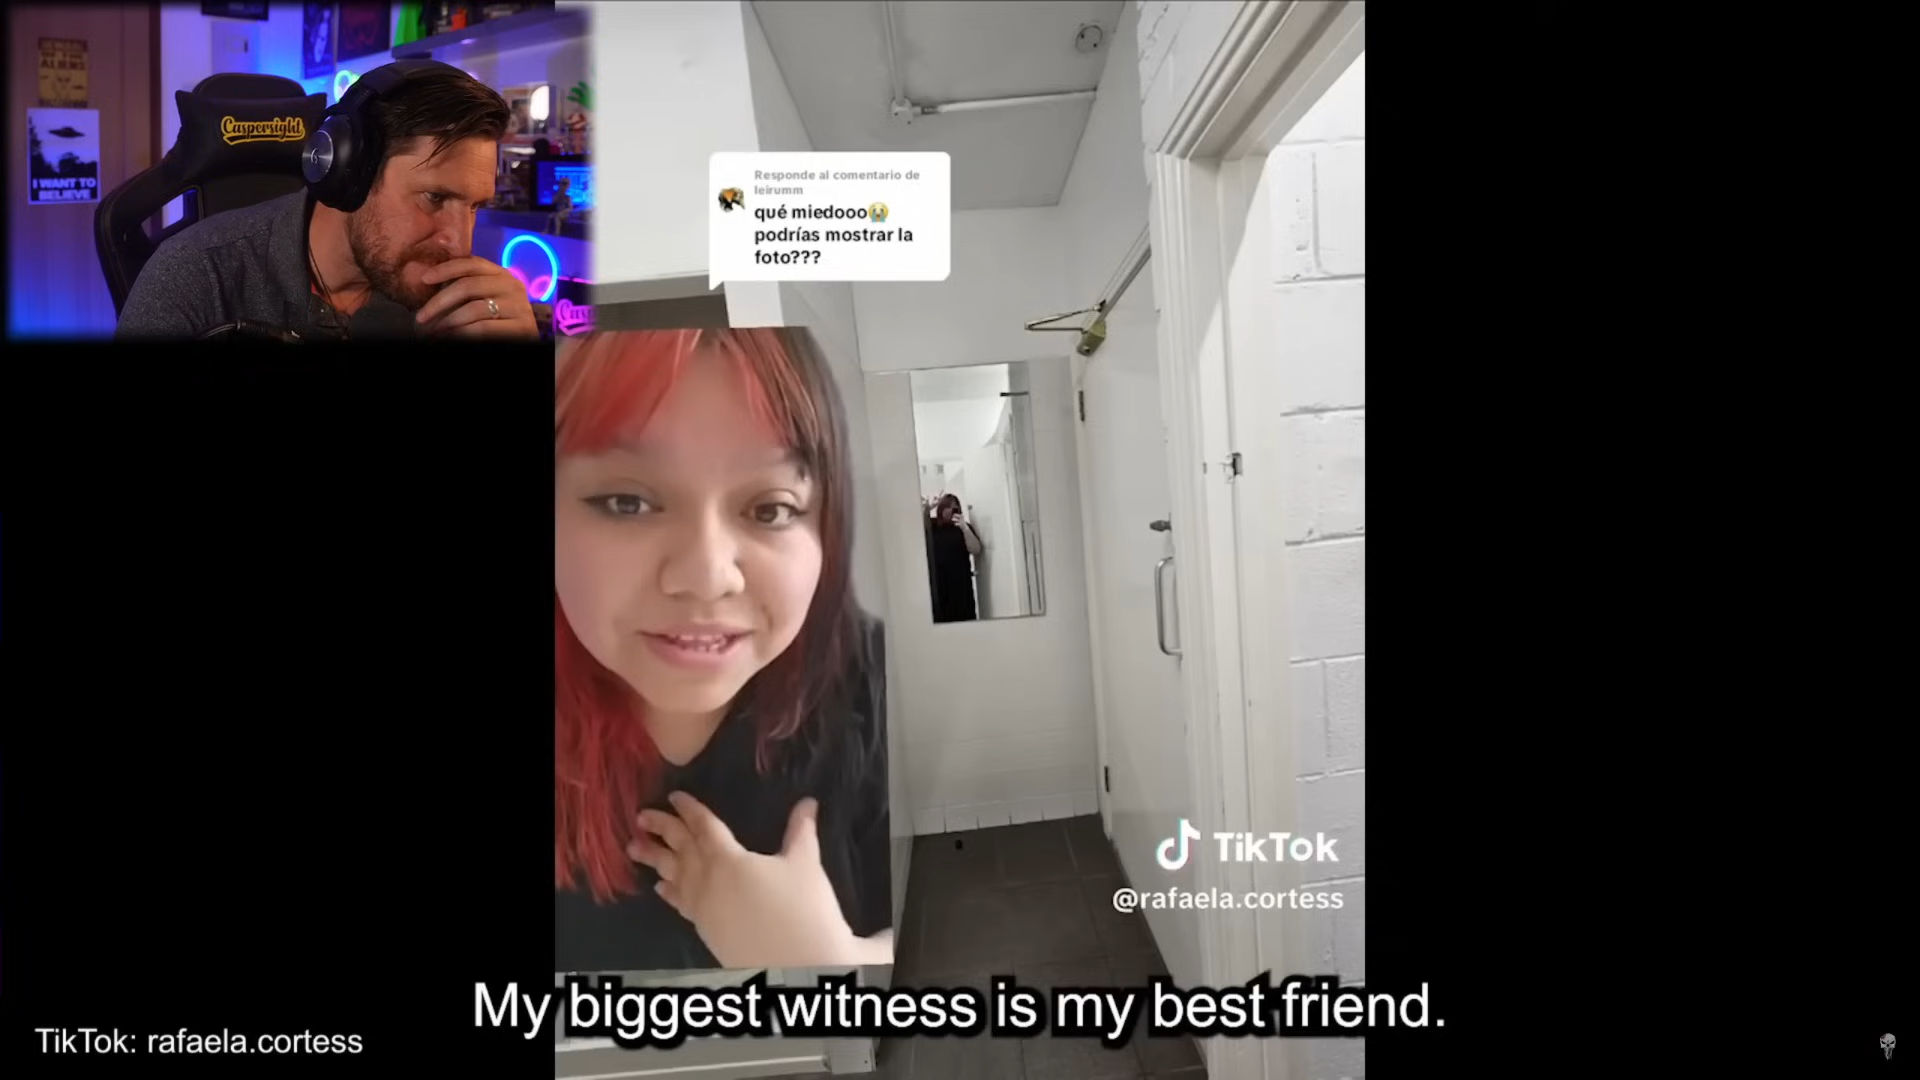 ALIENS
I WANT TO
BELIEVE
Caspersight
Responde al comentario de
leirumm
qué miedooo😭
podrías mostrar la
foto???
TikTok
@rafaela.cortess
My biggest witness is my best friend.
TikTok: rafaela.cortess